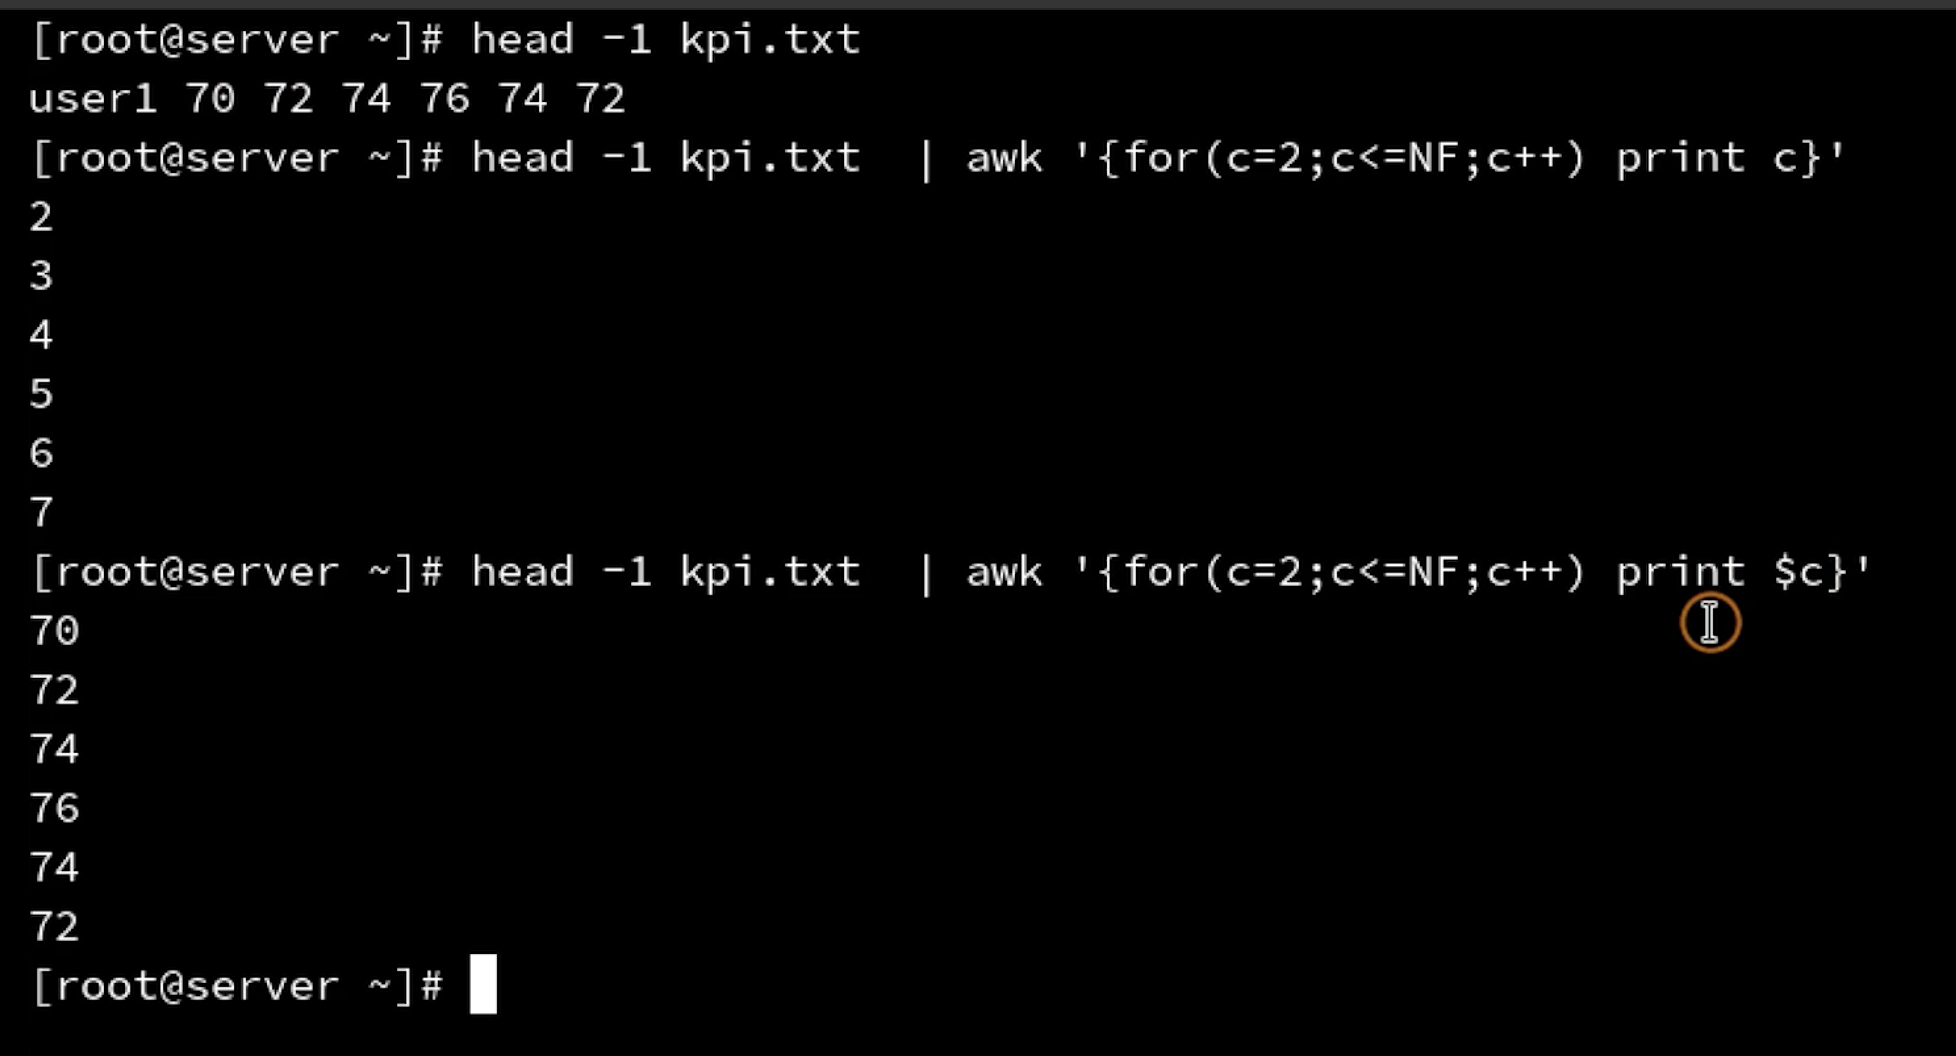 [root@server ~]# head -1 kpi.txt
user1 70 72 74 76 74 72
[root@server ~]# head -1 kpi.txt  | awk '{for(c=2;c<=NF;c++) print c}'
2
3
4
5
6
7
[root@server ~]# head -1 kpi.txt  | awk '{for(c=2;c<=NF;c++) print $c}'
70
72
74
76
74
72
[root@server ~]#